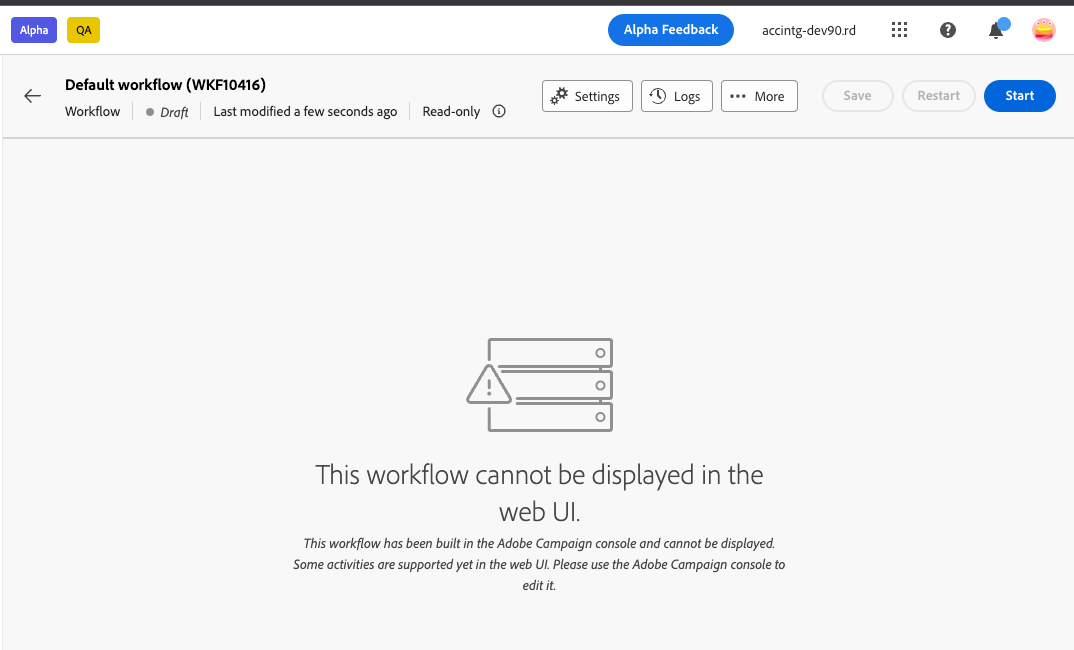 Alpha QA Alpha Feedback accintg-dev90.rd
Default workflow (WKF10416)
Workflow Draft Last modified a few seconds ago Read-only
Settings Logs More Save Restart Start
This workflow cannot be displayed in the
web UI.
This workflow has been built in the Adobe Campaign console and cannot be displayed.
Some activities are supported yet in the web UI. Please use the Adobe Campaign console to
edit it.